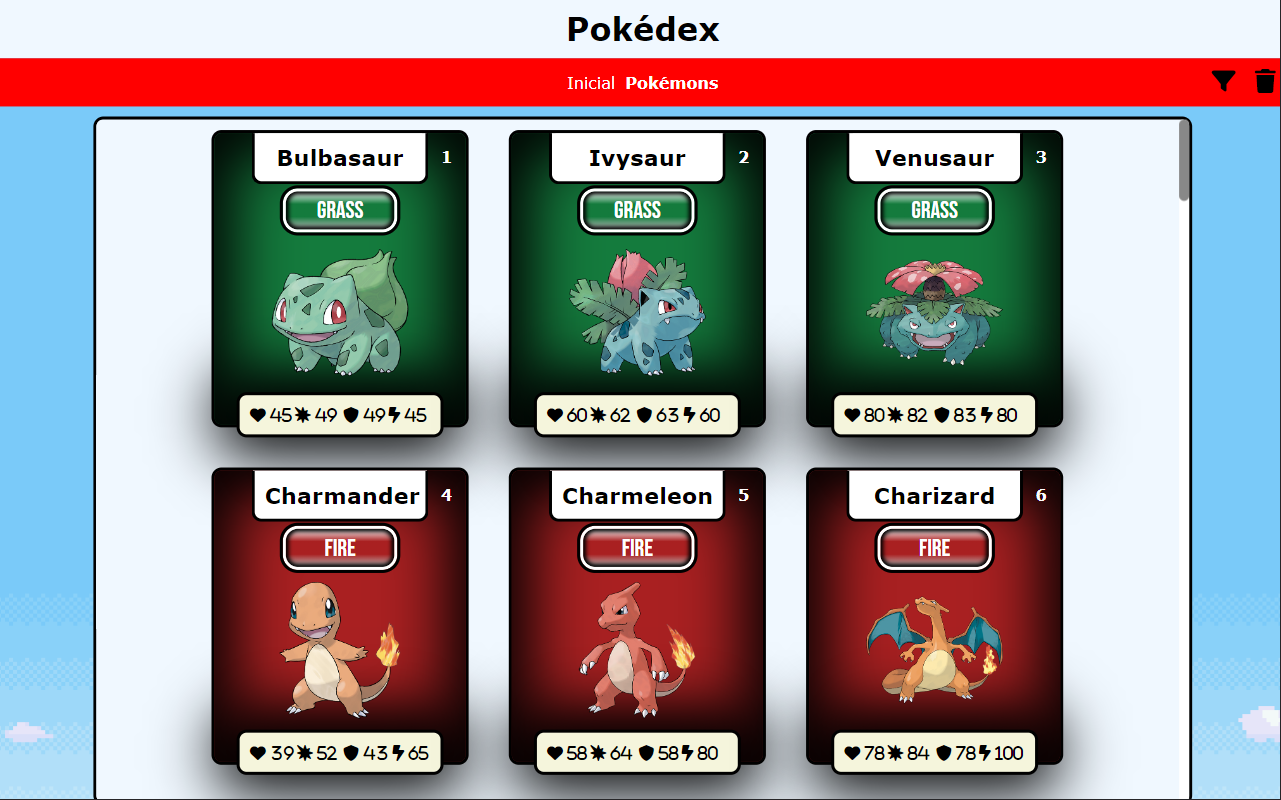 Pokédex
Inicial Pokémons
Bulbasaur 1
GRASS
45 49 49 45
Ivysaur 2
GRASS
60 62 63 60
Venusaur 3
GRASS
80 82 83 80
Charmander 4
FIRE
39 52 43 65
Charmeleon 5
FIRE
58 64 58 80
Charizard 6
FIRE
78 84 78 100